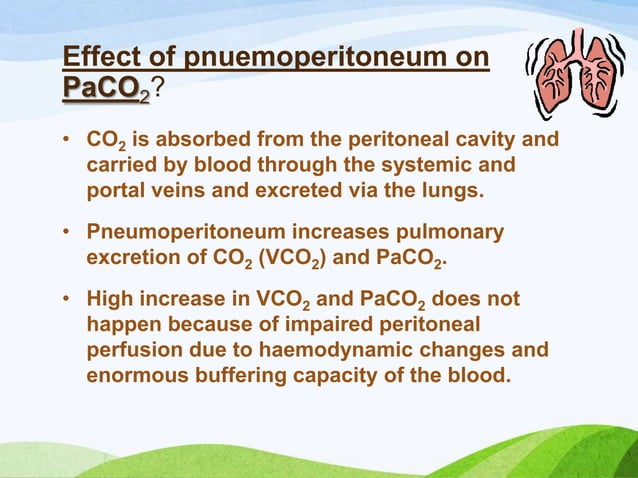 Effect of pnuemoperitoneum on
PaCO₂?
• CO₂ is absorbed from the peritoneal cavity and
carried by blood through the systemic and
portal veins and excreted via the lungs.
• Pneumoperitoneum increases pulmonary
excretion of CO₂ (VCO₂) and PaCO₂.
• High increase in VCO₂ and PaCO₂ does not
happen because of impaired peritoneal
perfusion due to haemodynamic changes and
enormous buffering capacity of the blood.